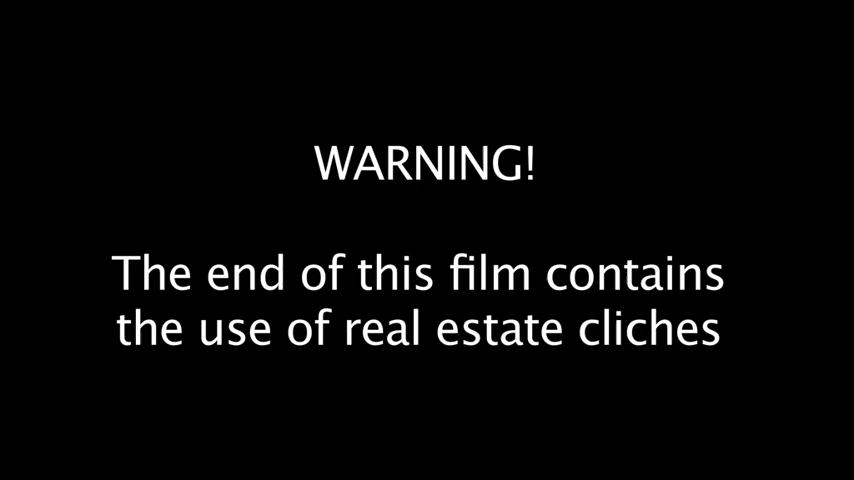 WARNING!
The end of this film contains
the use of real estate cliches